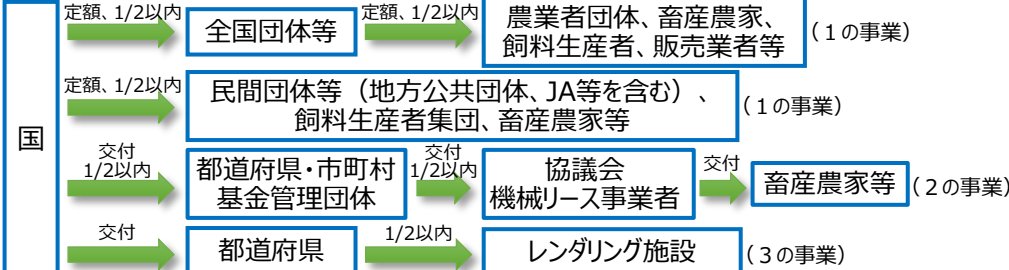 国
定額、1/2以内
全国団体等
定額、1/2以内
農業者団体、畜産農家、
飼料生産者、販売業者等
（１の事業）
定額、1/2以内
民間団体等（地方公共団体、JA等を含む）、
飼料生産者集団、畜産農家等
（１の事業）
交付
1/2以内
都道府県・市町村
基金管理団体
交付
1/2以内
協議会
機械リース事業者
交付
畜産農家等
（２の事業）
交付
都道府県
1/2以内
レンダリング施設
（３の事業）